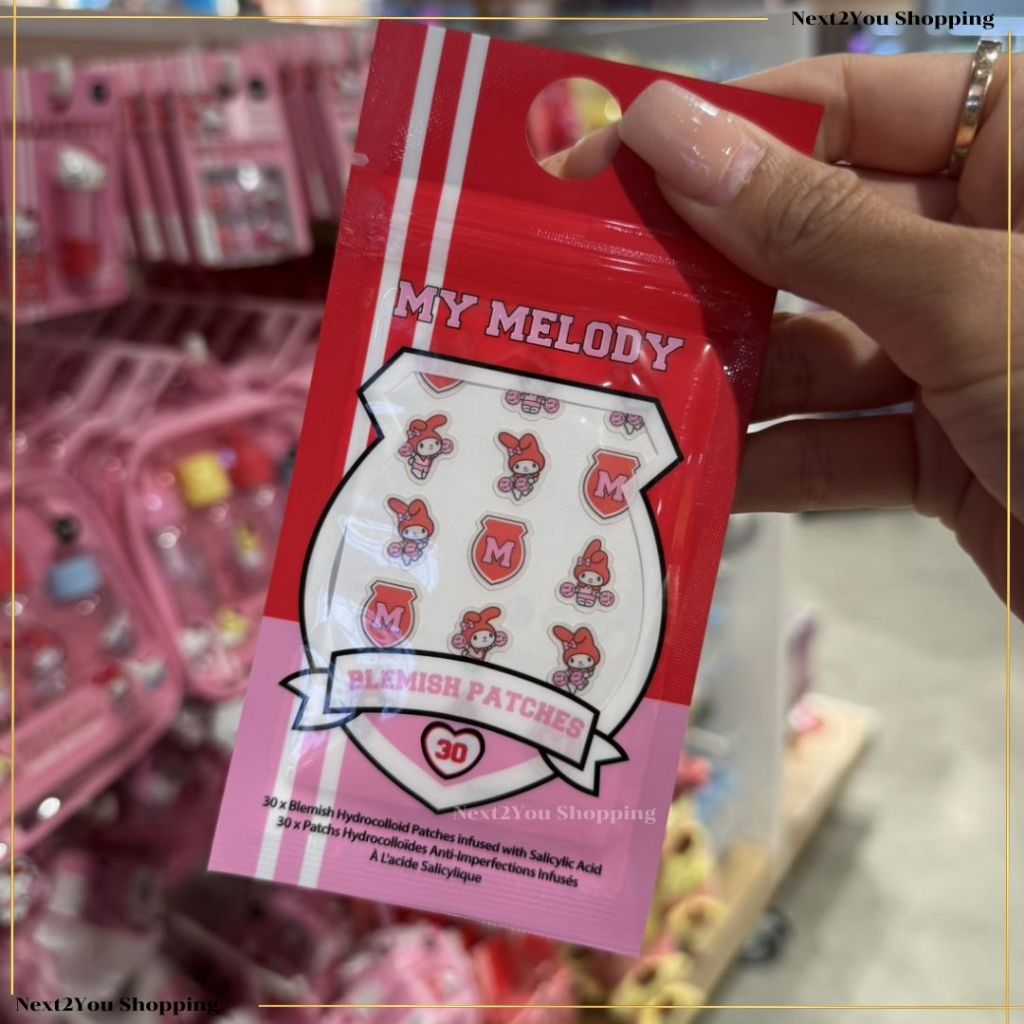 Next2You Shopping
MY MELODY
M
M
M
BLEMISH PATCHES
30
Next2You Shopping
30 x Blemish Hydrocolloid Patches infused with Salicylic Acid
30 x Patchs Hydrocolloïdes Anti-Imperfections Infusés
À L'acide Salicylique
Next2You Shopping